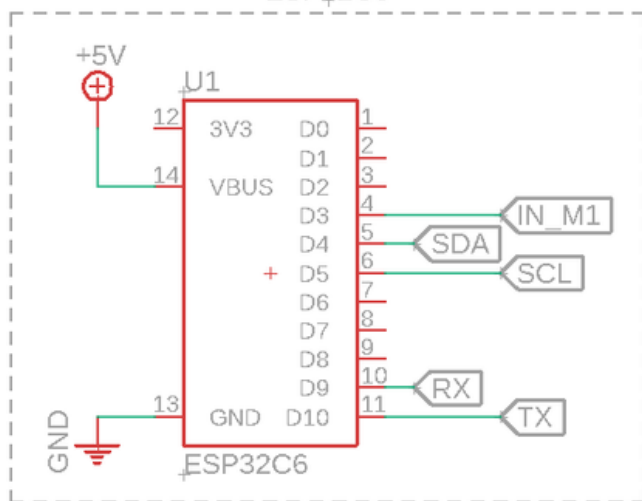 +5V
U1
12 3V3 D0 1
D1 2
14 VBUS D2 3
D3 4 IN_M1
D4 5 SDA
D5 6 SCL
D6 7
D7 8
D8 9
D9 10 RX
13 GND D10 11 TX
GND
ESP32C6